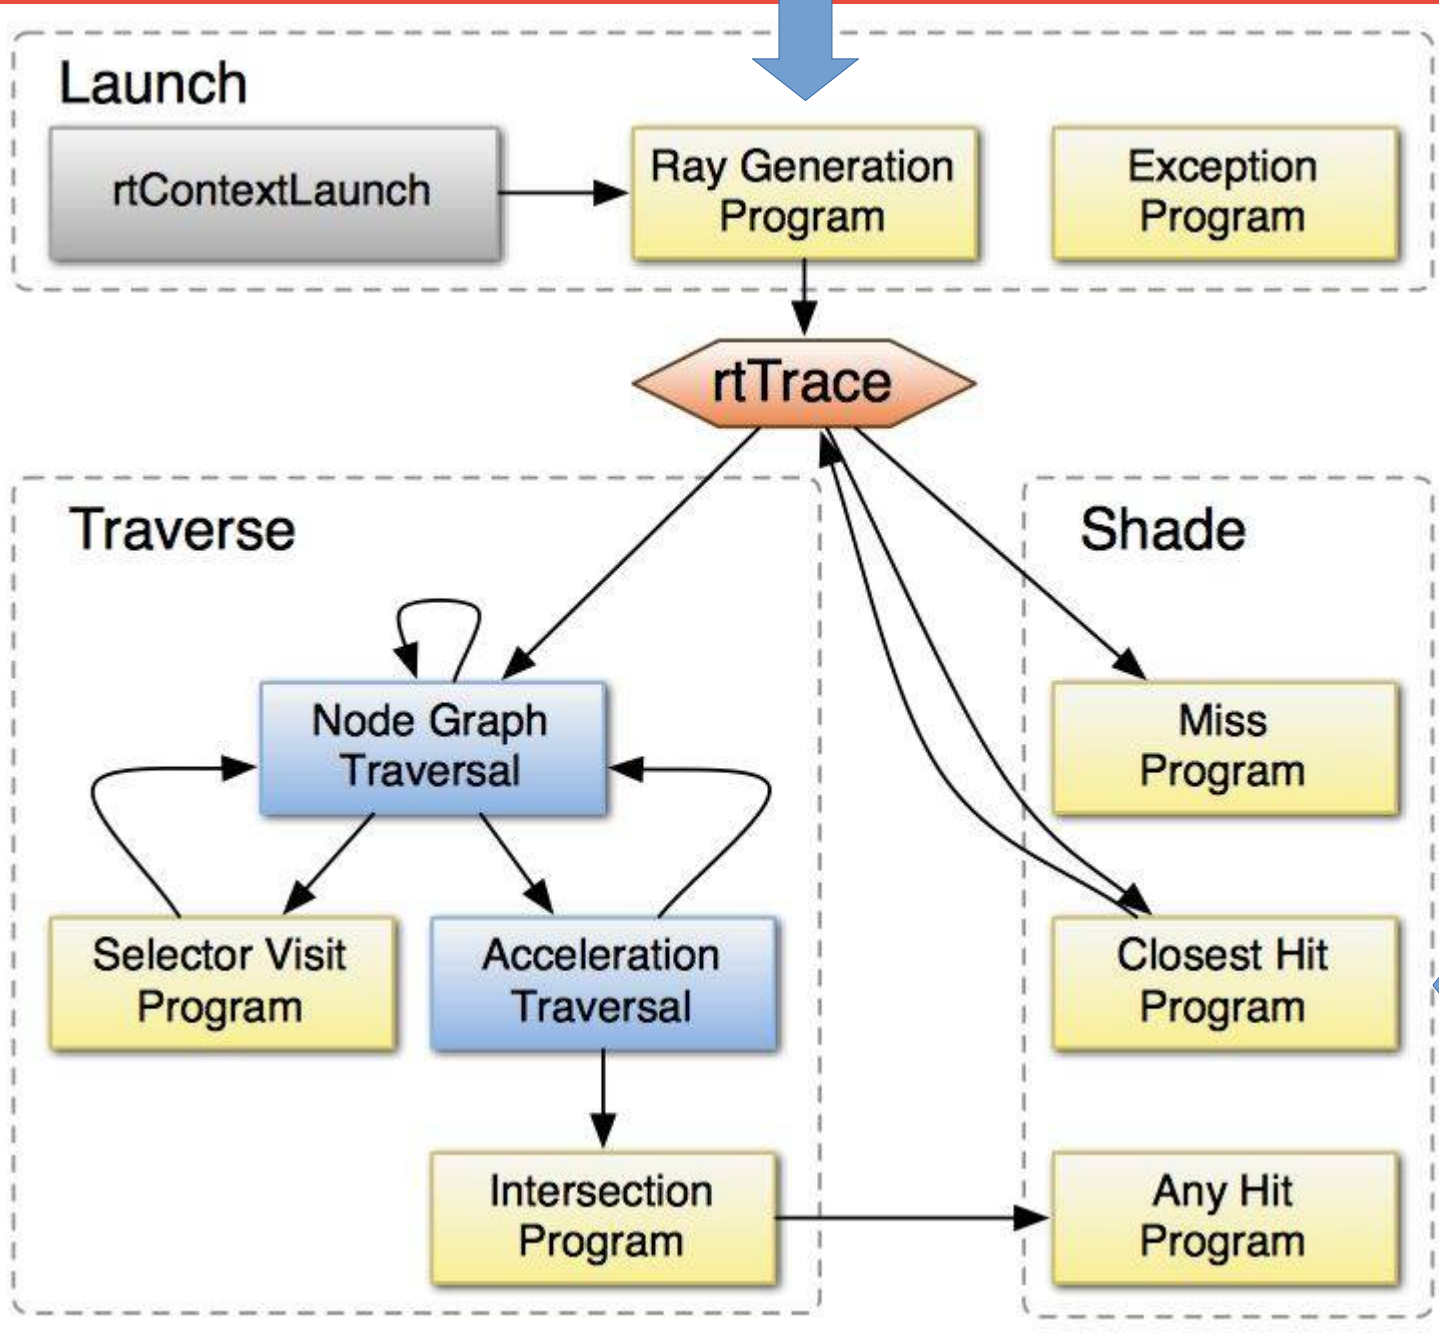 Launch
rtContextLaunch
Ray Generation
Program
Exception
Program
rtTrace
Traverse
Shade
Node Graph
Traversal
Miss
Program
Selector Visit
Program
Acceleration
Traversal
Closest Hit
Program
Intersection
Program
Any Hit
Program